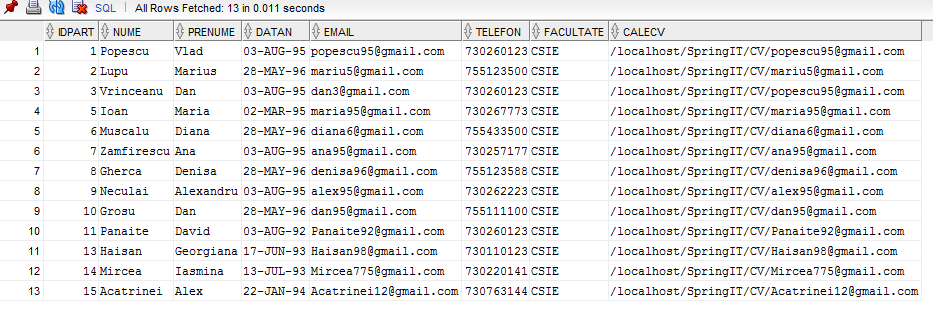 SQL | All Rows Fetched: 13 in 0.011 seconds
IDPART NUME PRENUME DATAN EMAIL TELEFON FACULTATE CALECV
1 1 Popescu Vlad 03-AUG-95 popescu95@gmail.com 730260123 CSIE /localhost/SpringIT/CV/popescu95@gmail.com
2 2 Lupu Marius 28-MAY-96 mariu5@gmail.com 755123500 CSIE /localhost/SpringIT/CV/mariu5@gmail.com
3 3 Vrinceanu Dan 03-AUG-95 dan3@gmail.com 730260123 CSIE /localhost/SpringIT/CV/popescu95@gmail.com
4 5 Ioan Maria 02-MAR-95 maria95@gmail.com 730267773 CSIE /localhost/SpringIT/CV/maria95@gmail.com
5 6 Muscalu Diana 28-MAY-96 diana6@gmail.com 755433500 CSIE /localhost/SpringIT/CV/diana6@gmail.com
6 7 Zamfirescu Ana 03-AUG-95 ana95@gmail.com 730257177 CSIE /localhost/SpringIT/CV/ana95@gmail.com
7 8 Gherca Denisa 28-MAY-96 denisa96@gmail.com 755123588 CSIE /localhost/SpringIT/CV/denisa96@gmail.com
8 9 Neculai Alexandru 03-AUG-95 alex95@gmail.com 730262223 CSIE /localhost/SpringIT/CV/alex95@gmail.com
9 10 Grosu Dan 28-MAY-96 dan95@gmail.com 755111100 CSIE /localhost/SpringIT/CV/dan95@gmail.com
10 11 Panaite David 03-AUG-92 Panaite92@gmail.com 730260123 CSIE /localhost/SpringIT/CV/Panaite92@gmail.com
11 13 Haisan Georgiana 17-JUN-93 Haisan98@gmail.com 730110123 CSIE /localhost/SpringIT/CV/Haisan98@gmail.com
12 14 Mircea Iasmina 13-JUL-93 Mircea775@gmail.com 730220141 CSIE /localhost/SpringIT/CV/Mircea775@gmail.com
13 15 Acatrinei Alex 22-JAN-94 Acatrinei12@gmail.com 730763144 CSIE /localhost/SpringIT/CV/Acatrinei12@gmail.com